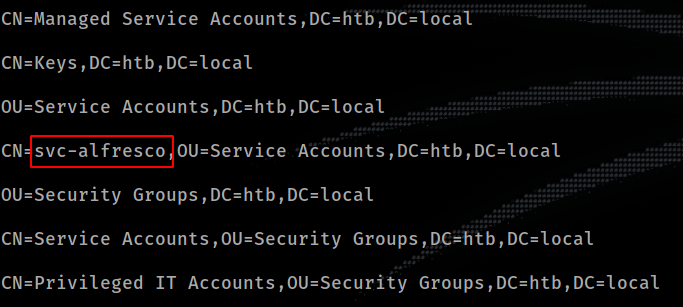 CN=Managed Service Accounts,DC=htb,DC=local
CN=Keys,DC=htb,DC=local
OU=Service Accounts,DC=htb,DC=local
CN=svc-alfresco,OU=Service Accounts,DC=htb,DC=local
OU=Security Groups,DC=htb,DC=local
CN=Service Accounts,OU=Security Groups,DC=htb,DC=local
CN=Privileged IT Accounts,OU=Security Groups,DC=htb,DC=local